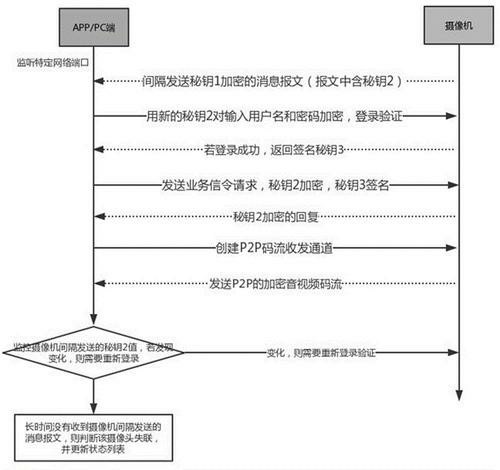 APP/PC端
摄像机
监听特定网络端口
间隔发送秘钥1加密的消息报文（报文中含秘钥2）
用新的秘钥2对输入用户名和密码加密，登录验证
若登录成功，返回签名秘钥3
发送业务信令请求，秘钥2加密，秘钥3签名
秘钥2加密的回复
创建P2P码流收发通道
发送P2P的加密音视频码流
监控摄像机间隔发送的秘钥2值，若发现
变化，则需要重新登录
变化，则需要重新登录验证
长时间没有收到摄像机间隔发送的
消息报文，则判断该摄像头失联，
并更新状态列表